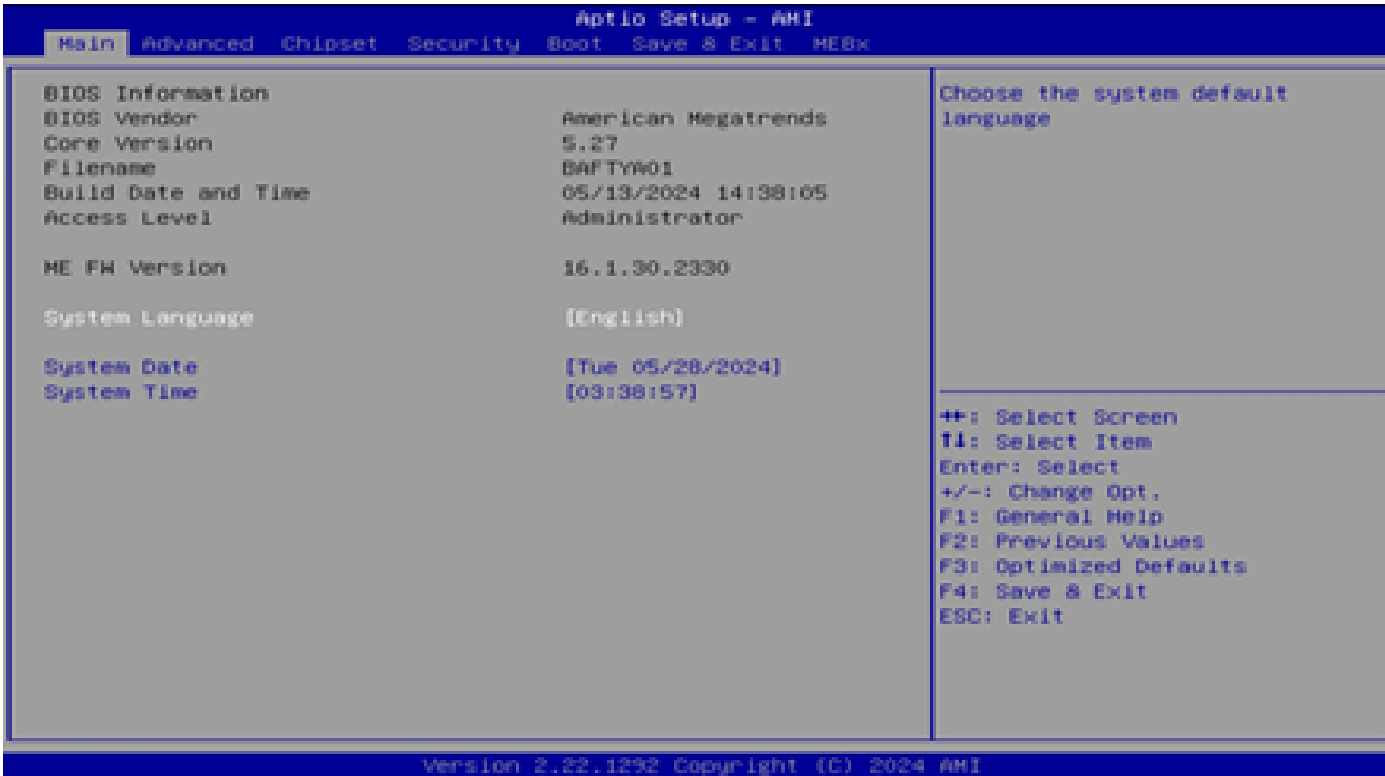 Aptio Setup - AMI
Main Advanced Chipset Security Boot Save & Exit MEBx
BIOS Information
BIOS Vendor American Megatrends
Core Version 5.27
Filename BAFTYA01
Build Date and Time 05/13/2024 14:38:05
Access Level Administrator
ME FW Version 16.1.30.2330
System Language [English]
System Date [Tue 05/28/2024]
System Time [03:38:57]
Choose the system default
language
→←: Select Screen
↑↓: Select Item
Enter: Select
+/-: Change Opt.
F1: General Help
F2: Previous Values
F3: Optimized Defaults
F4: Save & Exit
ESC: Exit
Version 2.22.1292 Copyright (C) 2024 AMI